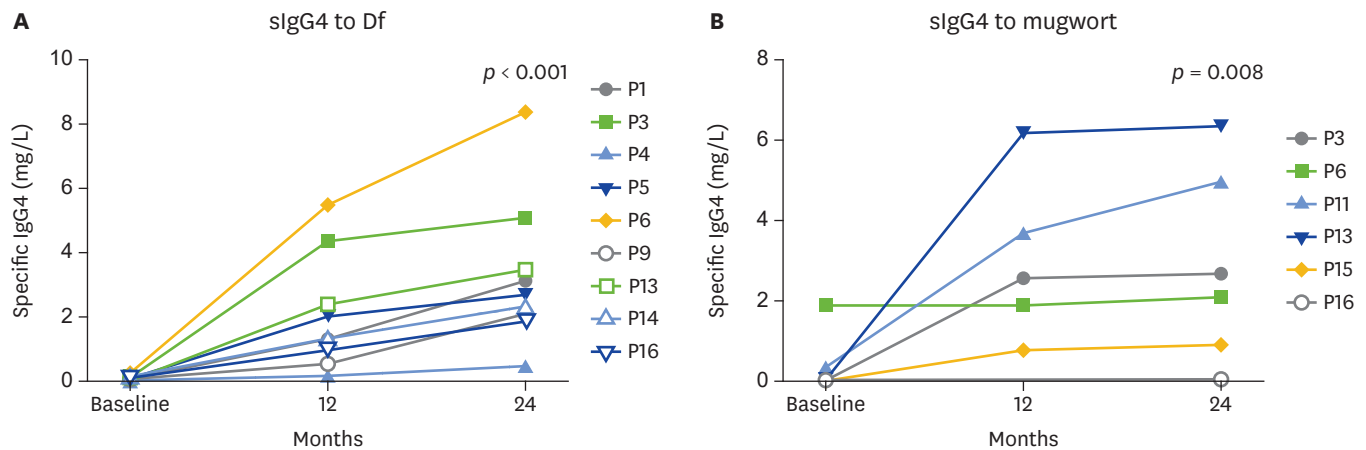 A
sIgG4 to Df
Specific IgG4 (mg/L)
10
8
6
4
2
0
p < 0.001
Baseline
12
24
Months
P1
P3
P4
P5
P6
P9
P13
P14
P16
B
sIgG4 to mugwort
Specific IgG4 (mg/L)
8
6
4
2
0
p = 0.008
Baseline
12
24
Months
P3
P6
P11
P13
P15
P16